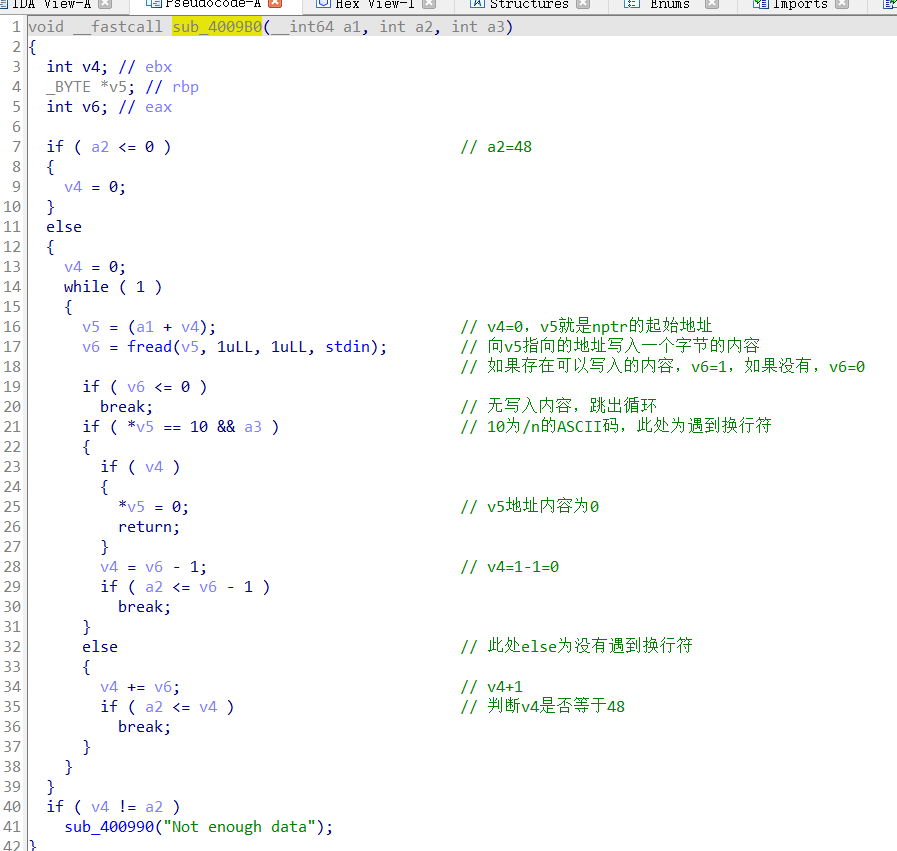 IDA View-A Pseudocode-A Hex View-1 Structures Enums Imports
1 void __fastcall sub_4009B0(__int64 a1, int a2, int a3)
2 {
3 int v4; // ebx
4 _BYTE *v5; // rbp
5 int v6; // eax
6
7 if ( a2 <= 0 ) // a2=48
8 {
9 v4 = 0;
10 }
11 else
12 {
13 v4 = 0;
14 while ( 1 )
15 {
16 v5 = (a1 + v4); // v4=0，v5就是nptr的起始地址
17 v6 = fread(v5, 1uLL, 1uLL, stdin); // 向v5指向的地址写入一个字节的内容
18 // 如果存在可以写入的内容，v6=1，如果没有，v6=0
19 if ( v6 <= 0 )
20 break; // 无写入内容，跳出循环
21 if ( *v5 == 10 && a3 ) // 10为/n的ASCII码，此处为遇到换行符
22 {
23 if ( v4 )
24 {
25 *v5 = 0; // v5地址内容为0
26 return;
27 }
28 v4 = v6 - 1; // v4=1-1=0
29 if ( a2 <= v6 - 1 )
30 break;
31 }
32 else // 此处else为没有遇到换行符
33 {
34 v4 += v6; // v4+1
35 if ( a2 <= v4 ) // 判断v4是否等于48
36 break;
37 }
38 }
39 }
40 if ( v4 != a2 )
41 sub_400990("Not enough data");
42 }